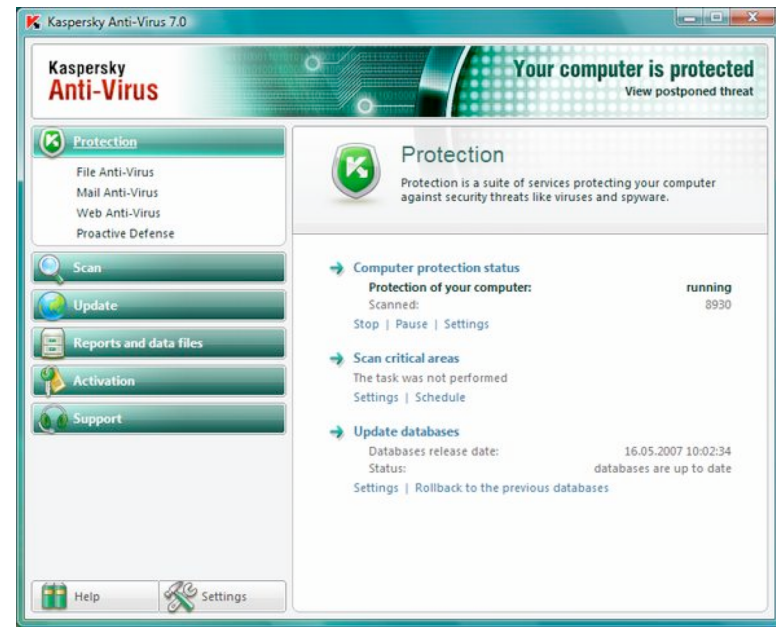 Kaspersky Anti-Virus 7.0
Kaspersky
Anti-Virus
Your computer is protected
View postponed threat
Protection
File Anti-Virus
Mail Anti-Virus
Web Anti-Virus
Proactive Defense
Scan
Update
Reports and data files
Activation
Support
Help
Settings
Protection
Protection is a suite of services protecting your computer
against security threats like viruses and spyware.
Computer protection status
Protection of your computer: running
Scanned: 8930
Stop | Pause | Settings
Scan critical areas
The task was not performed
Settings | Schedule
Update databases
Databases release date: 16.05.2007 10:02:34
Status: databases are up to date
Settings | Rollback to the previous databases